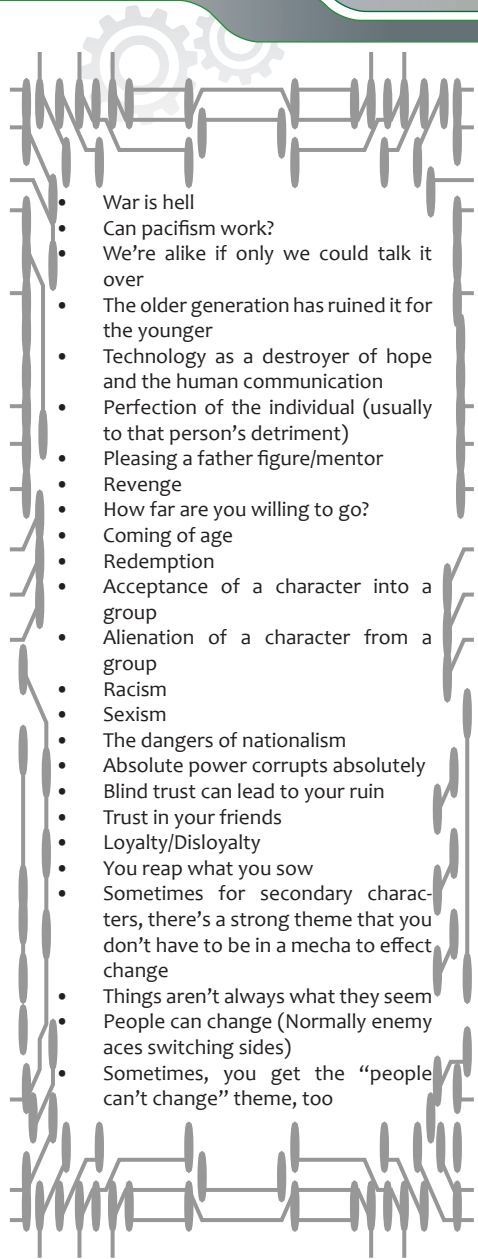 • War is hell
• Can pacifism work?
• We’re alike if only we could talk it
over
• The older generation has ruined it for
the younger
• Technology as a destroyer of hope
and the human communication
• Perfection of the individual (usually
to that person’s detriment)
• Pleasing a father figure/mentor
• Revenge
• How far are you willing to go?
• Coming of age
• Redemption
• Acceptance of a character into a
group
• Alienation of a character from a
group
• Racism
• Sexism
• The dangers of nationalism
• Absolute power corrupts absolutely
• Blind trust can lead to your ruin
• Trust in your friends
• Loyalty/Disloyalty
• You reap what you sow
• Sometimes for secondary charac-
ters, there’s a strong theme that you
don’t have to be in a mecha to effect
change
• Things aren’t always what they seem
• People can change (Normally enemy
aces switching sides)
• Sometimes, you get the “people
can’t change” theme, too